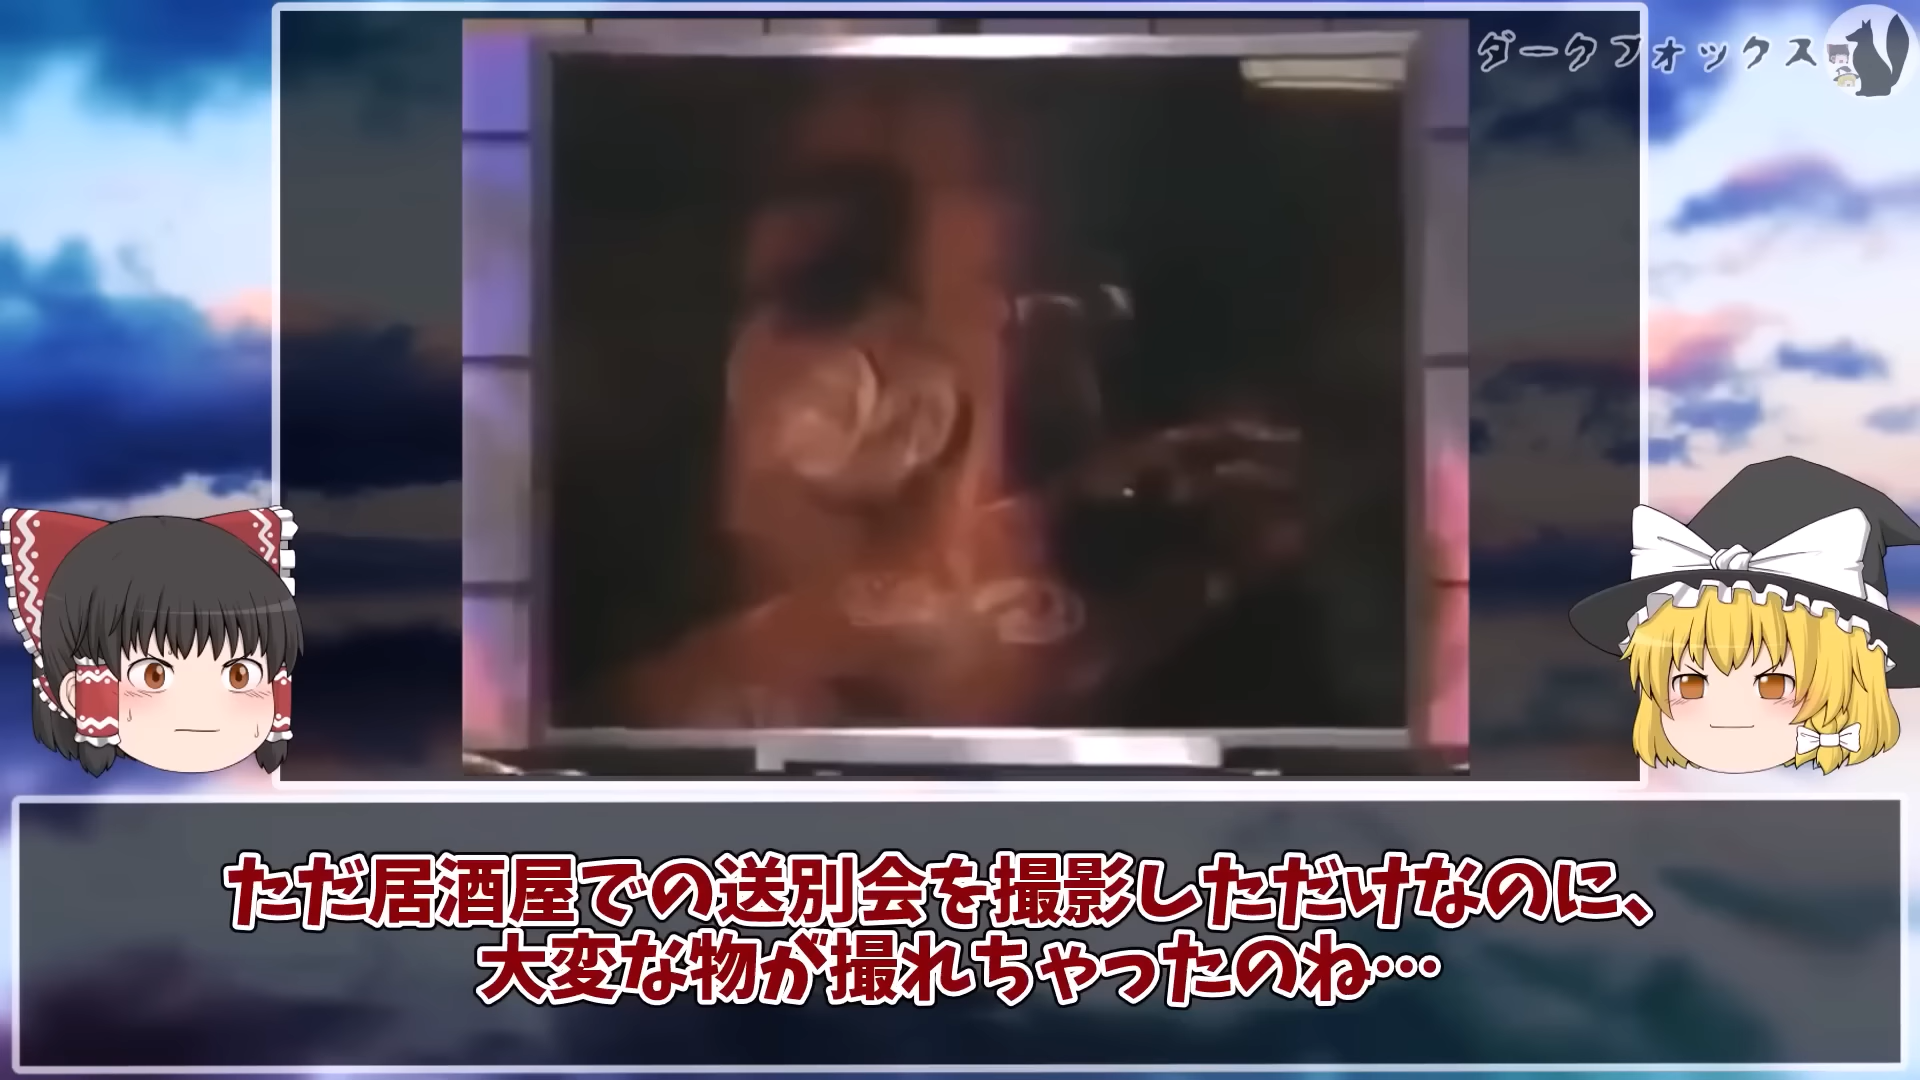 ダークフォックス
ただ居酒屋での送別会を撮影しただけなのに、
大変な物が撮れちゃったのね…